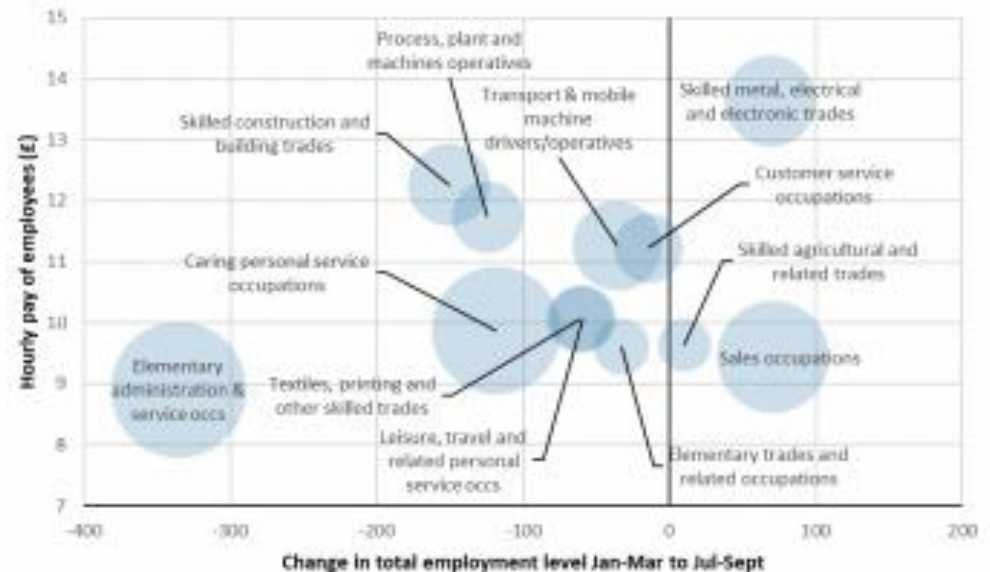 15
14
13
12
11
10
9
8
7
Hourly pay of employees (£)
Process, plant and
machines operatives
Transport & mobile
machine
drivers/operatives
Skilled metal, electrical
and electronic trades
Skilled construction and
building trades
Customer service
occupations
Skilled agricultural and
related trades
Caring personal service
occupations
Elementary
administration &
service occs
Sales occupations
Textiles, printing and
other skilled trades
Leisure, travel and
related personal
service occs
Elementary trades and
related occupations
-400
-300
-200
-100
0
100
200
Change in total employment level Jan-Mar to Jul-Sept